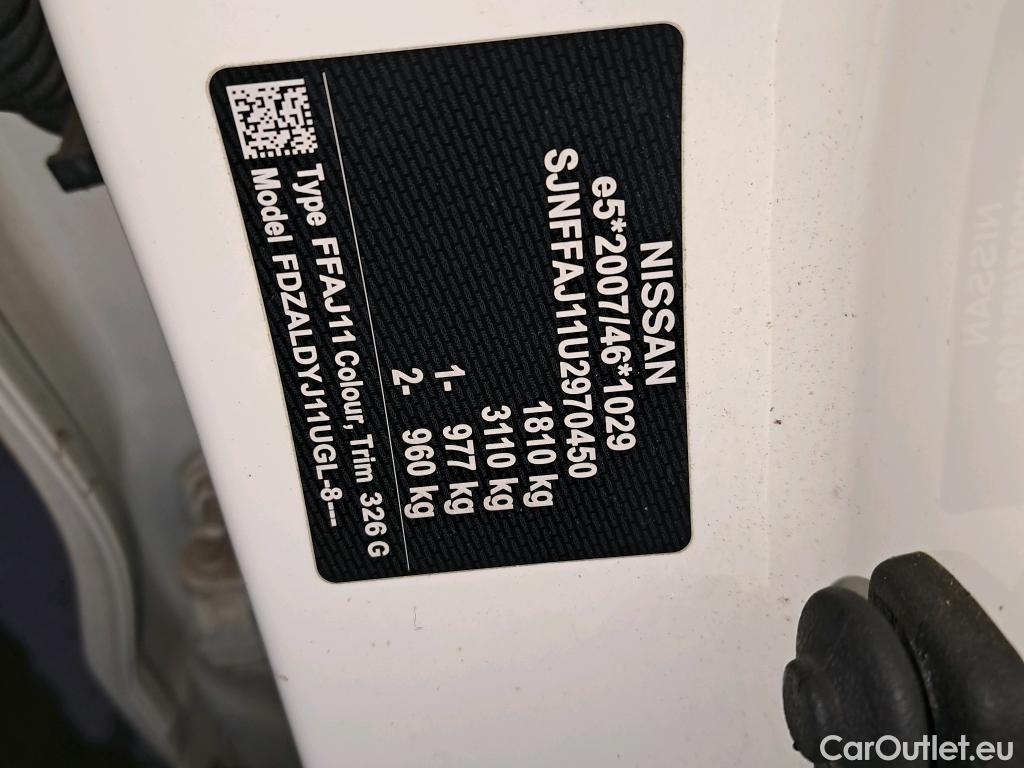 NISSAN
e5*2007/46*1029
SJNFFAJ11U2970450
1810 kg
3110 kg
1- 977 kg
2- 960 kg
Type FFAJ11 Colour, Trim 326 G
Model FDZALDYJ11UGL-8--
NISSAN
CarOutlet.eu